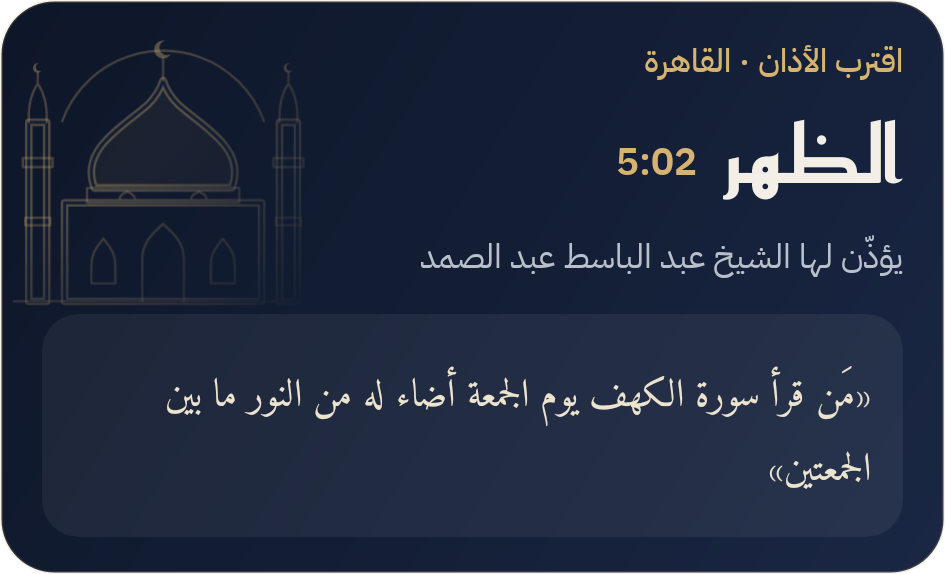 اقترب الأذان · القاهرة
الظهر 5:02
يؤذّن لها الشيخ عبد الباسط عبد الصمد
«مَن قرأ سورة الكهف يوم الجمعة أضاء له من النور ما بين
الجمعتين»